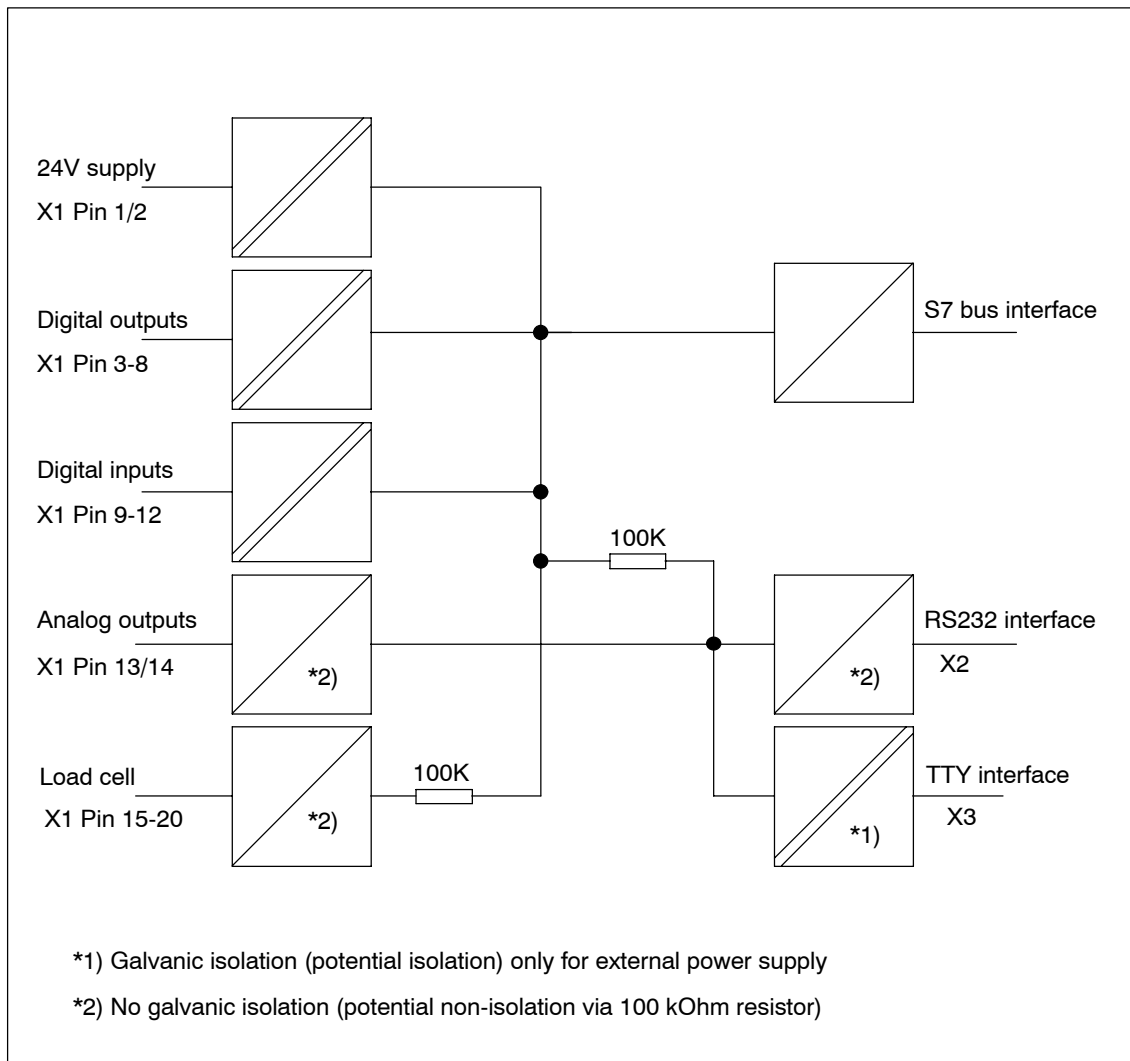 24V supply
X1 Pin 1/2
Digital outputs
X1 Pin 3-8
S7 bus interface
Digital inputs
X1 Pin 9-12
100K
Analog outputs
X1 Pin 13/14
*2)
RS232 interface
X2
*2)
Load cell
X1 Pin 15-20
*2)
100K
TTY interface
X3
*1)
*1) Galvanic isolation (potential isolation) only for external power supply
*2) No galvanic isolation (potential non-isolation via 100 kOhm resistor)